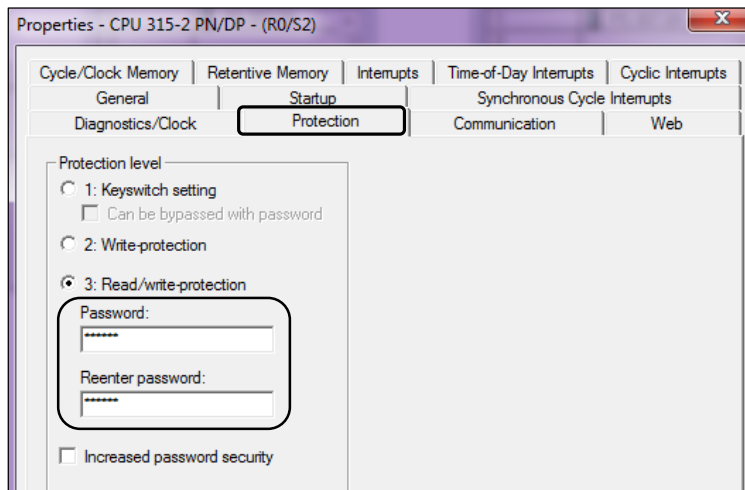 Properties - CPU 315-2 PN/DP - (R0/S2)
X
Cycle/Clock Memory Retentive Memory Interrupts Time-of-Day Interrupts Cyclic Interrupts
General Startup Synchronous Cycle Interrupts
Diagnostics/Clock Protection Communication Web
Protection level
1: Keyswitch setting
Can be bypassed with password
2: Write-protection
3: Read/write-protection
Password:
******
Reenter password:
******
Increased password security